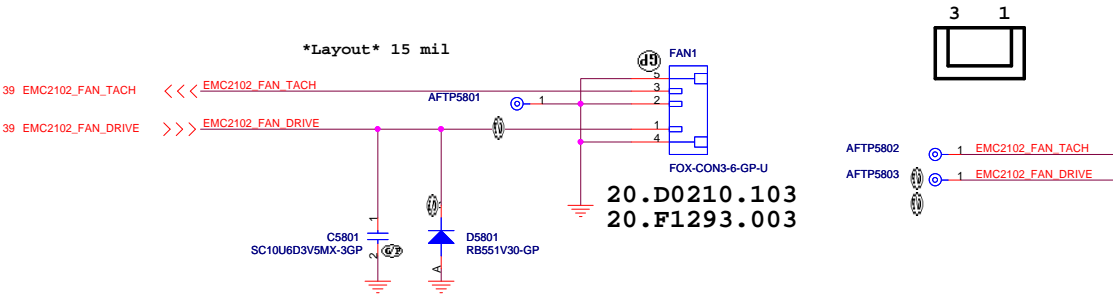 3 1
*Layout* 15 mil
FAN1
GP
5
39 EMC2102_FAN_TACH
EMC2102_FAN_TACH
3
AFTP5801
1
2
39 EMC2102_FAN_DRIVE
EMC2102_FAN_DRIVE
1
4
FOX-CON3-6-GP-U
AFTP5802
1
EMC2102_FAN_TACH
AFTP5803
1
EMC2102_FAN_DRIVE
20.D0210.103
20.F1293.003
1
C5801
SC10U6D3V5MX-3GP
2
G/P
D5801
RB551V30-GP
A